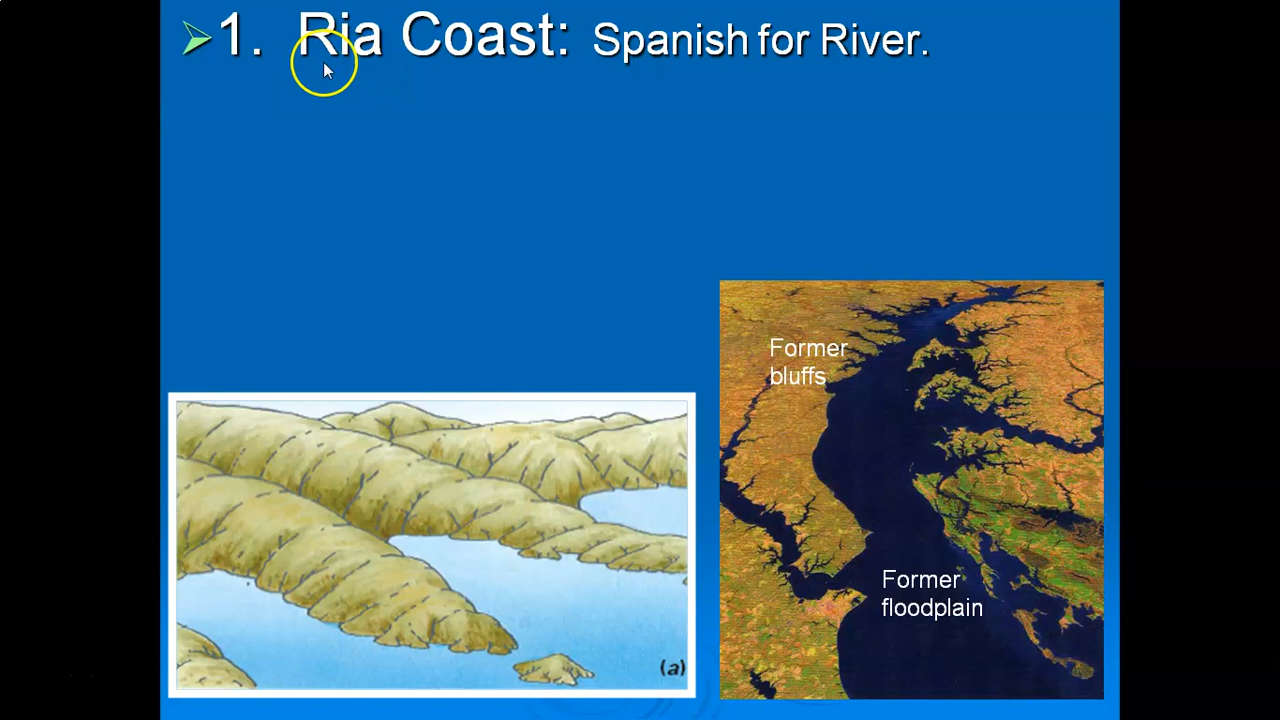 1. Ria Coast: Spanish for River.
Former
bluffs
Former
floodplain
(a)